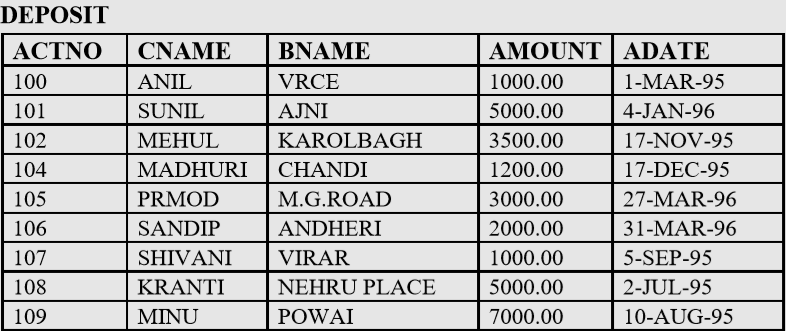 DEPOSIT
ACTNO CNAME BNAME AMOUNT ADATE
100 ANIL VRCE 1000.00 1-MAR-95
101 SUNIL AJNI 5000.00 4-JAN-96
102 MEHUL KAROLBAGH 3500.00 17-NOV-95
104 MADHURI CHANDI 1200.00 17-DEC-95
105 PRMOD M.G.ROAD 3000.00 27-MAR-96
106 SANDIP ANDHERI 2000.00 31-MAR-96
107 SHIVANI VIRAR 1000.00 5-SEP-95
108 KRANTI NEHRU PLACE 5000.00 2-JUL-95
109 MINU POWAI 7000.00 10-AUG-95